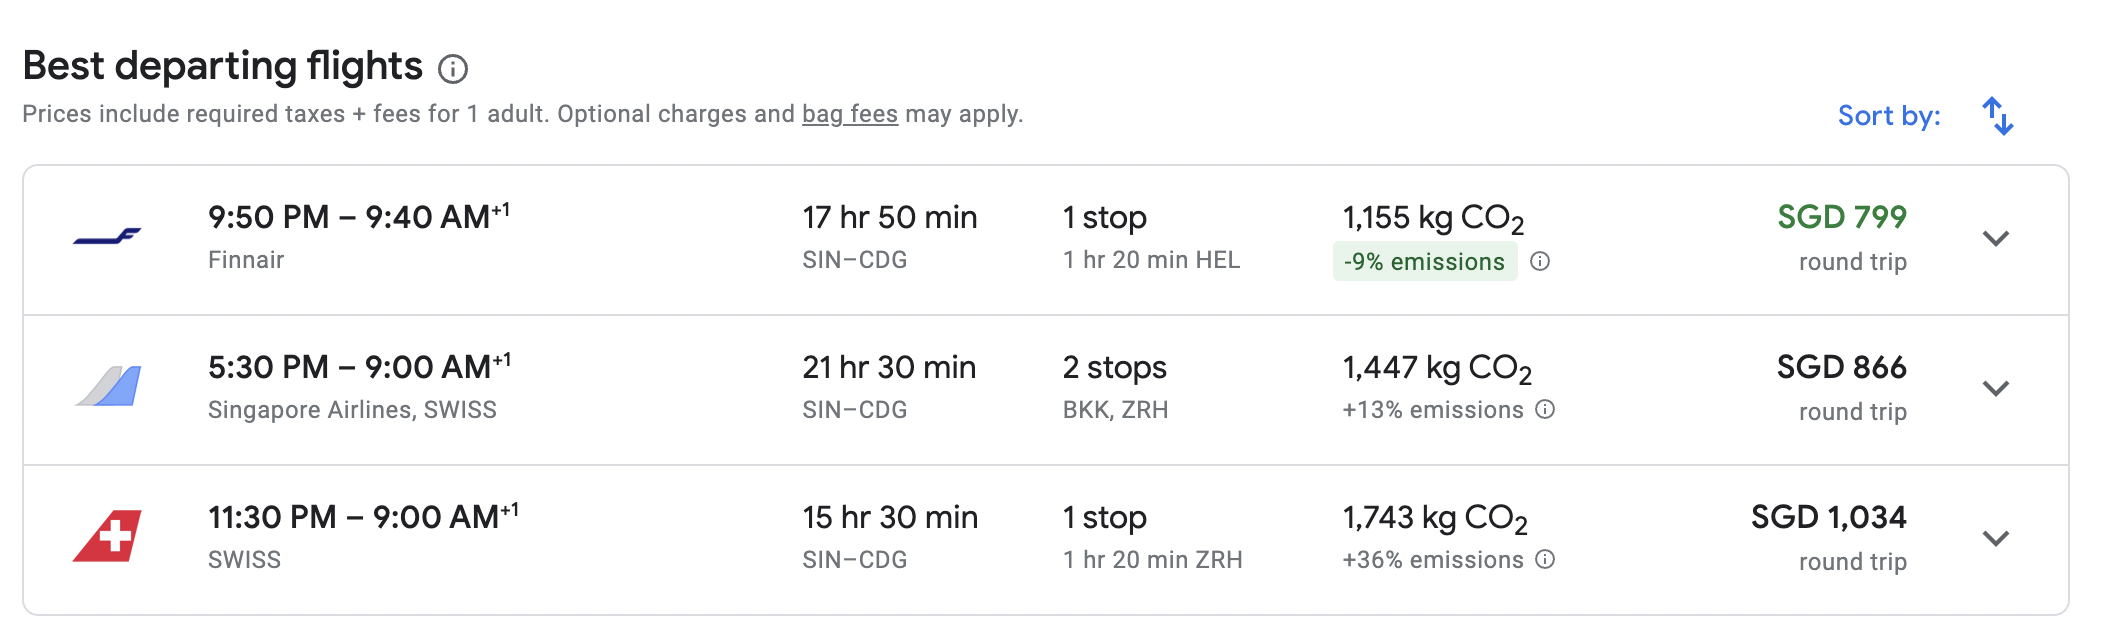 Best departing flights
Prices include required taxes + fees for 1 adult. Optional charges and bag fees may apply.
Sort by:
9:50 PM – 9:40 AM+1 17 hr 50 min 1 stop 1,155 kg CO2 SGD 799
Finnair SIN–CDG 1 hr 20 min HEL -9% emissions round trip
5:30 PM – 9:00 AM+1 21 hr 30 min 2 stops 1,447 kg CO2 SGD 866
Singapore Airlines, SWISS SIN–CDG BKK, ZRH +13% emissions round trip
11:30 PM – 9:00 AM+1 15 hr 30 min 1 stop 1,743 kg CO2 SGD 1,034
SWISS SIN–CDG 1 hr 20 min ZRH +36% emissions round trip